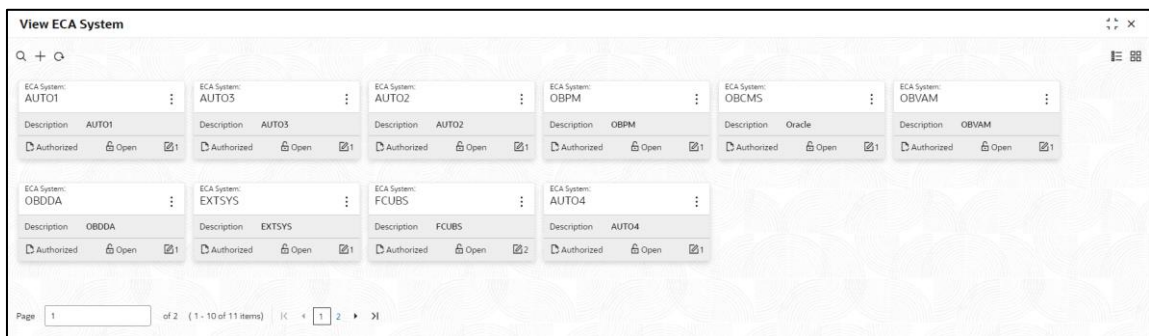 View ECA System
ECA System: ECA System: ECA System: ECA System: ECA System: ECA System:
AUTO1 AUTO3 AUTO2 OBPM OBCMS OBVAM
Description AUTO1 Description AUTO3 Description AUTO2 Description OBPM Description Oracle Description OBVAM
Authorized Open 1 Authorized Open 1 Authorized Open 1 Authorized Open 1 Authorized Open 1 Authorized Open 1
ECA System: ECA System: ECA System: ECA System:
OBDDA EXTSYS FCUBS AUTO4
Description OBDDA Description EXTSYS Description FCUBS Description AUTO4
Authorized Open 1 Authorized Open 1 Authorized Open 2 Authorized Open 1
Page 1 of 2 (1 - 10 of 11 items) 1 2